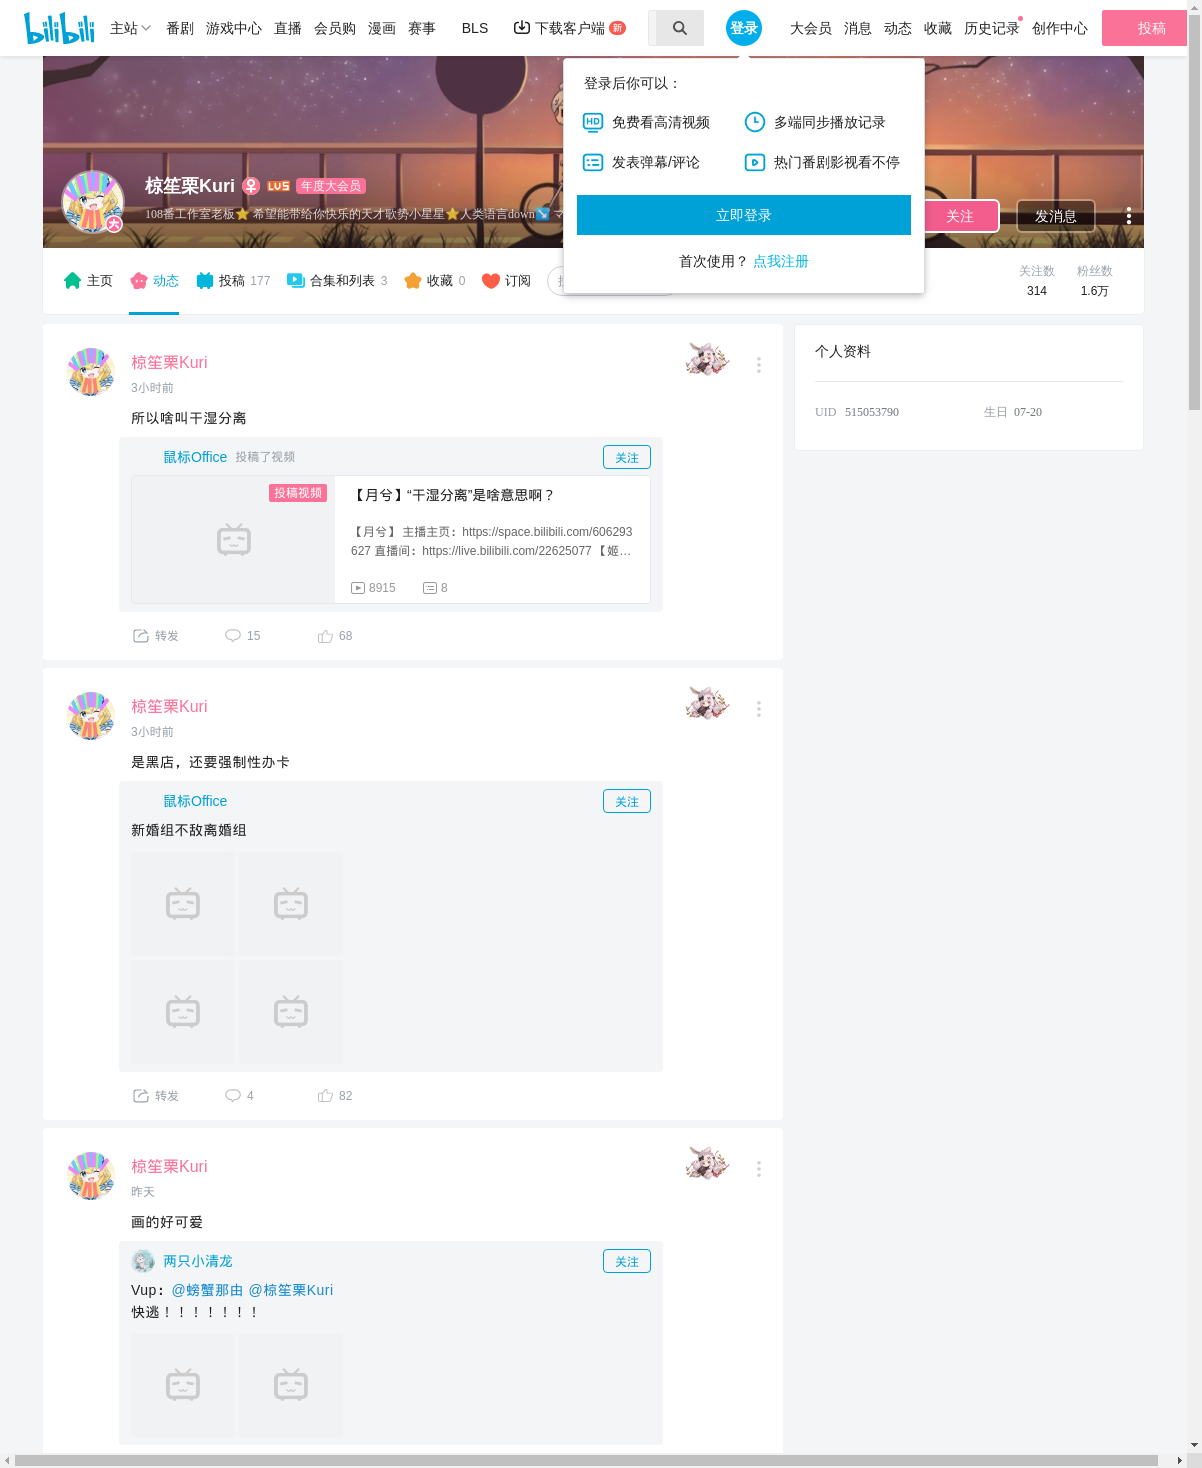 bilibili 主站 番剧 游戏中心 直播 会员购 漫画 赛事 BLS 下载客户端 新 登录 大会员 消息 动态 收藏 历史记录 创作中心 投稿
登录后你可以：
HD 免费看高清视频 多端同步播放记录
发表弹幕/评论 热门番剧影视看不停
立即登录
首次使用？ 点我注册
椋笙栗Kuri LV5 年度大会员
大 108番工作室老板⭐ 希望能带给你快乐的天才歌势小星星⭐人类语言down↘️
关注 发消息
主页 动态 投稿 177 合集和列表 3 收藏 0 订阅
关注数 粉丝数
314 1.6万
个人资料
UID 515053790 生日 07-20
椋笙栗Kuri
3小时前
所以啥叫干湿分离
鼠标Office 投稿了视频 关注
投稿视频
【月兮】“干湿分离”是啥意思啊？
【月兮】 主播主页：https://space.bilibili.com/606293
627 直播间：https://live.bilibili.com/22625077 【姬…
8915 8
转发 15 68
椋笙栗Kuri
3小时前
是黑店，还要强制性办卡
鼠标Office 关注
新婚组不敌离婚组
转发 4 82
椋笙栗Kuri
昨天
画的好可爱
两只小清龙 关注
Vup：@螃蟹那由 @椋笙栗Kuri
快逃！！！！！！！